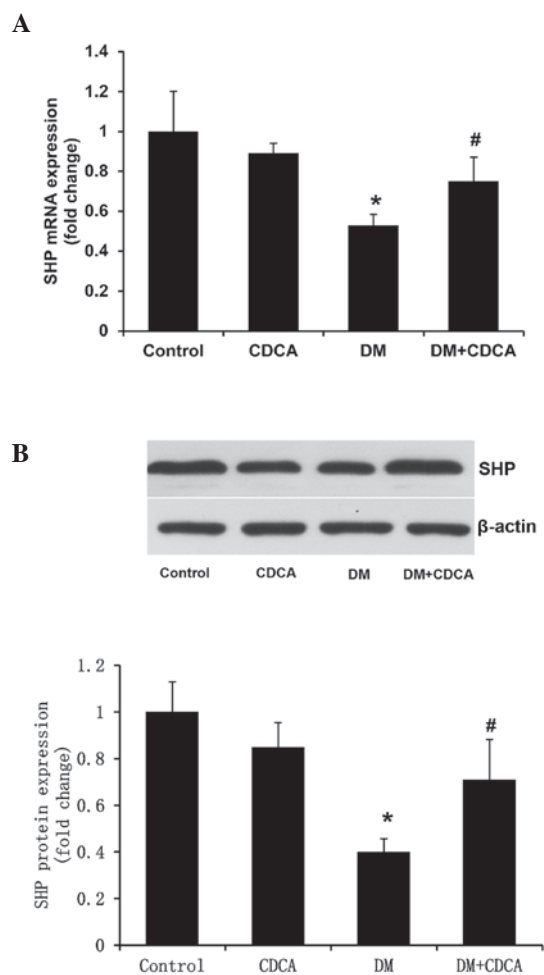 A
SHP mRNA expression
(fold change)
1.4
1.2
1
0.8
0.6
0.4
0.2
0
*
#
Control CDCA DM DM+CDCA
B
SHP
β-actin
Control CDCA DM DM+CDCA
SHP protein expression
(fold change)
1.2
1
0.8
0.6
0.4
0.2
0
*
#
Control CDCA DM DM+CDCA